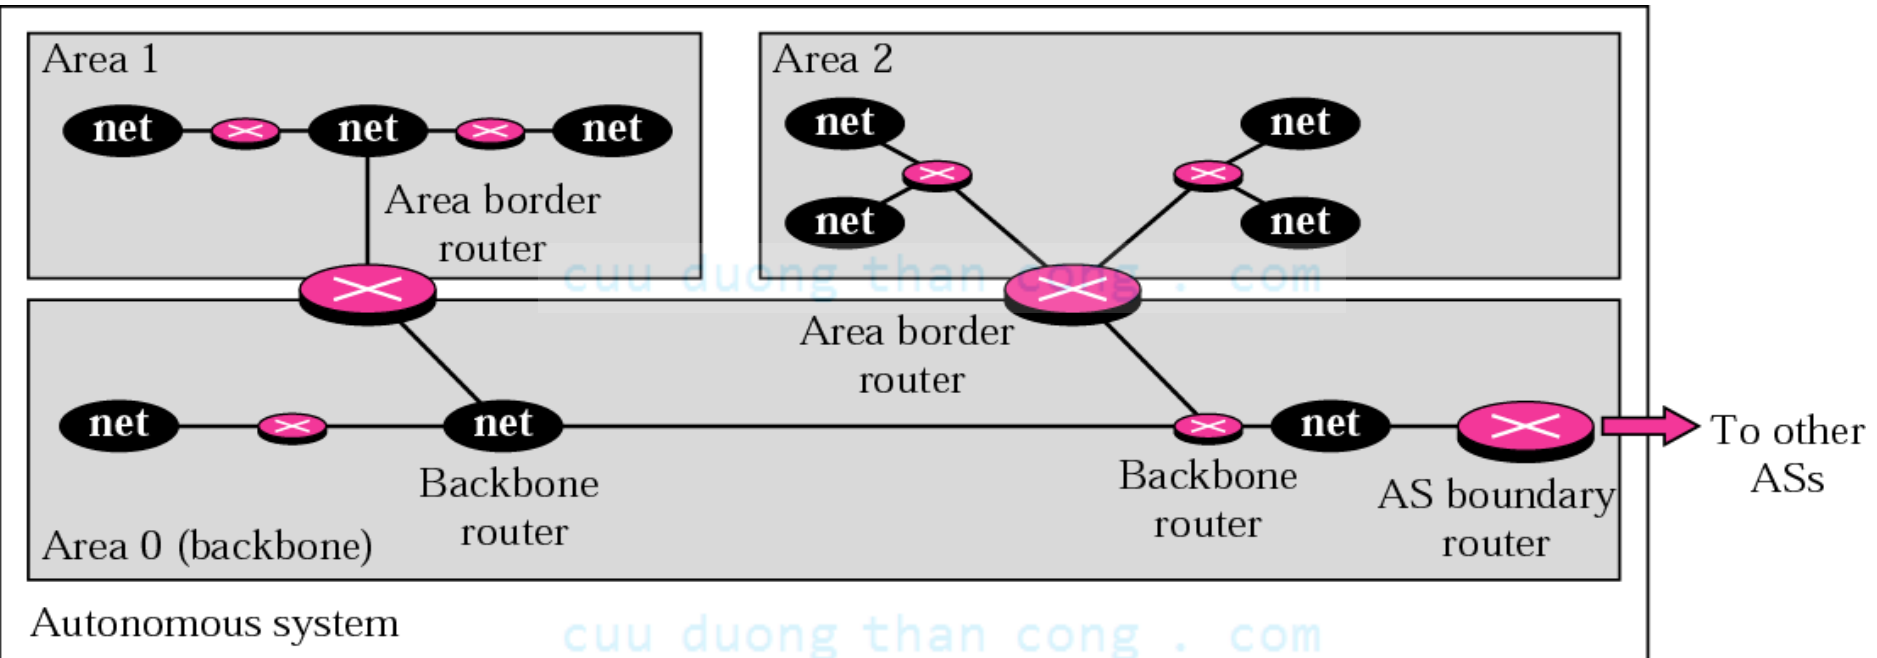 Area 1
net
net
net
Area border
router
Area 2
net
net
net
net
cuu duong than cong . com
Area border
router
net
net
net
Backbone
router
Backbone
router
AS boundary
router
To other
ASs
Area 0 (backbone)
Autonomous system
cuu duong than cong . com